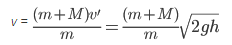 v = (m+M)v′/m = (m+M)/m √2gh